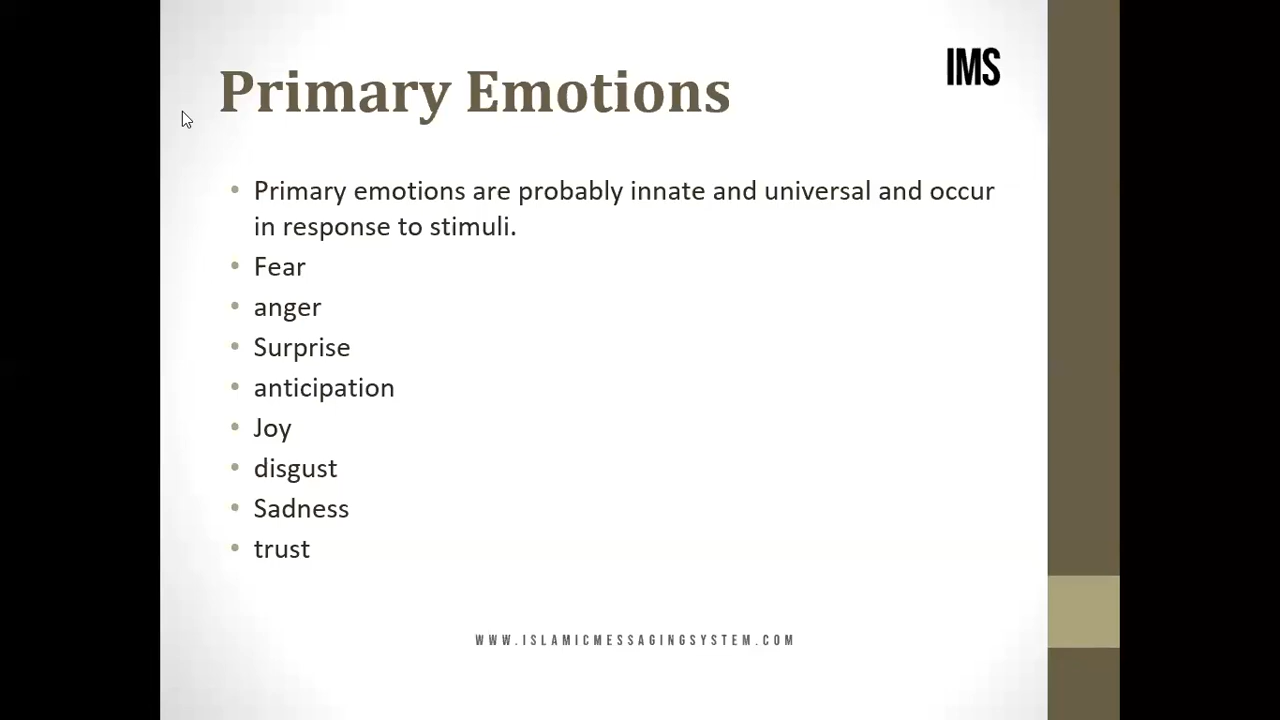 IMS
Primary Emotions
• Primary emotions are probably innate and universal and occur
in response to stimuli.
• Fear
• anger
• Surprise
• anticipation
• Joy
• disgust
• Sadness
• trust
WWW.ISLAMICMESSAGINGSYSTEM.COM